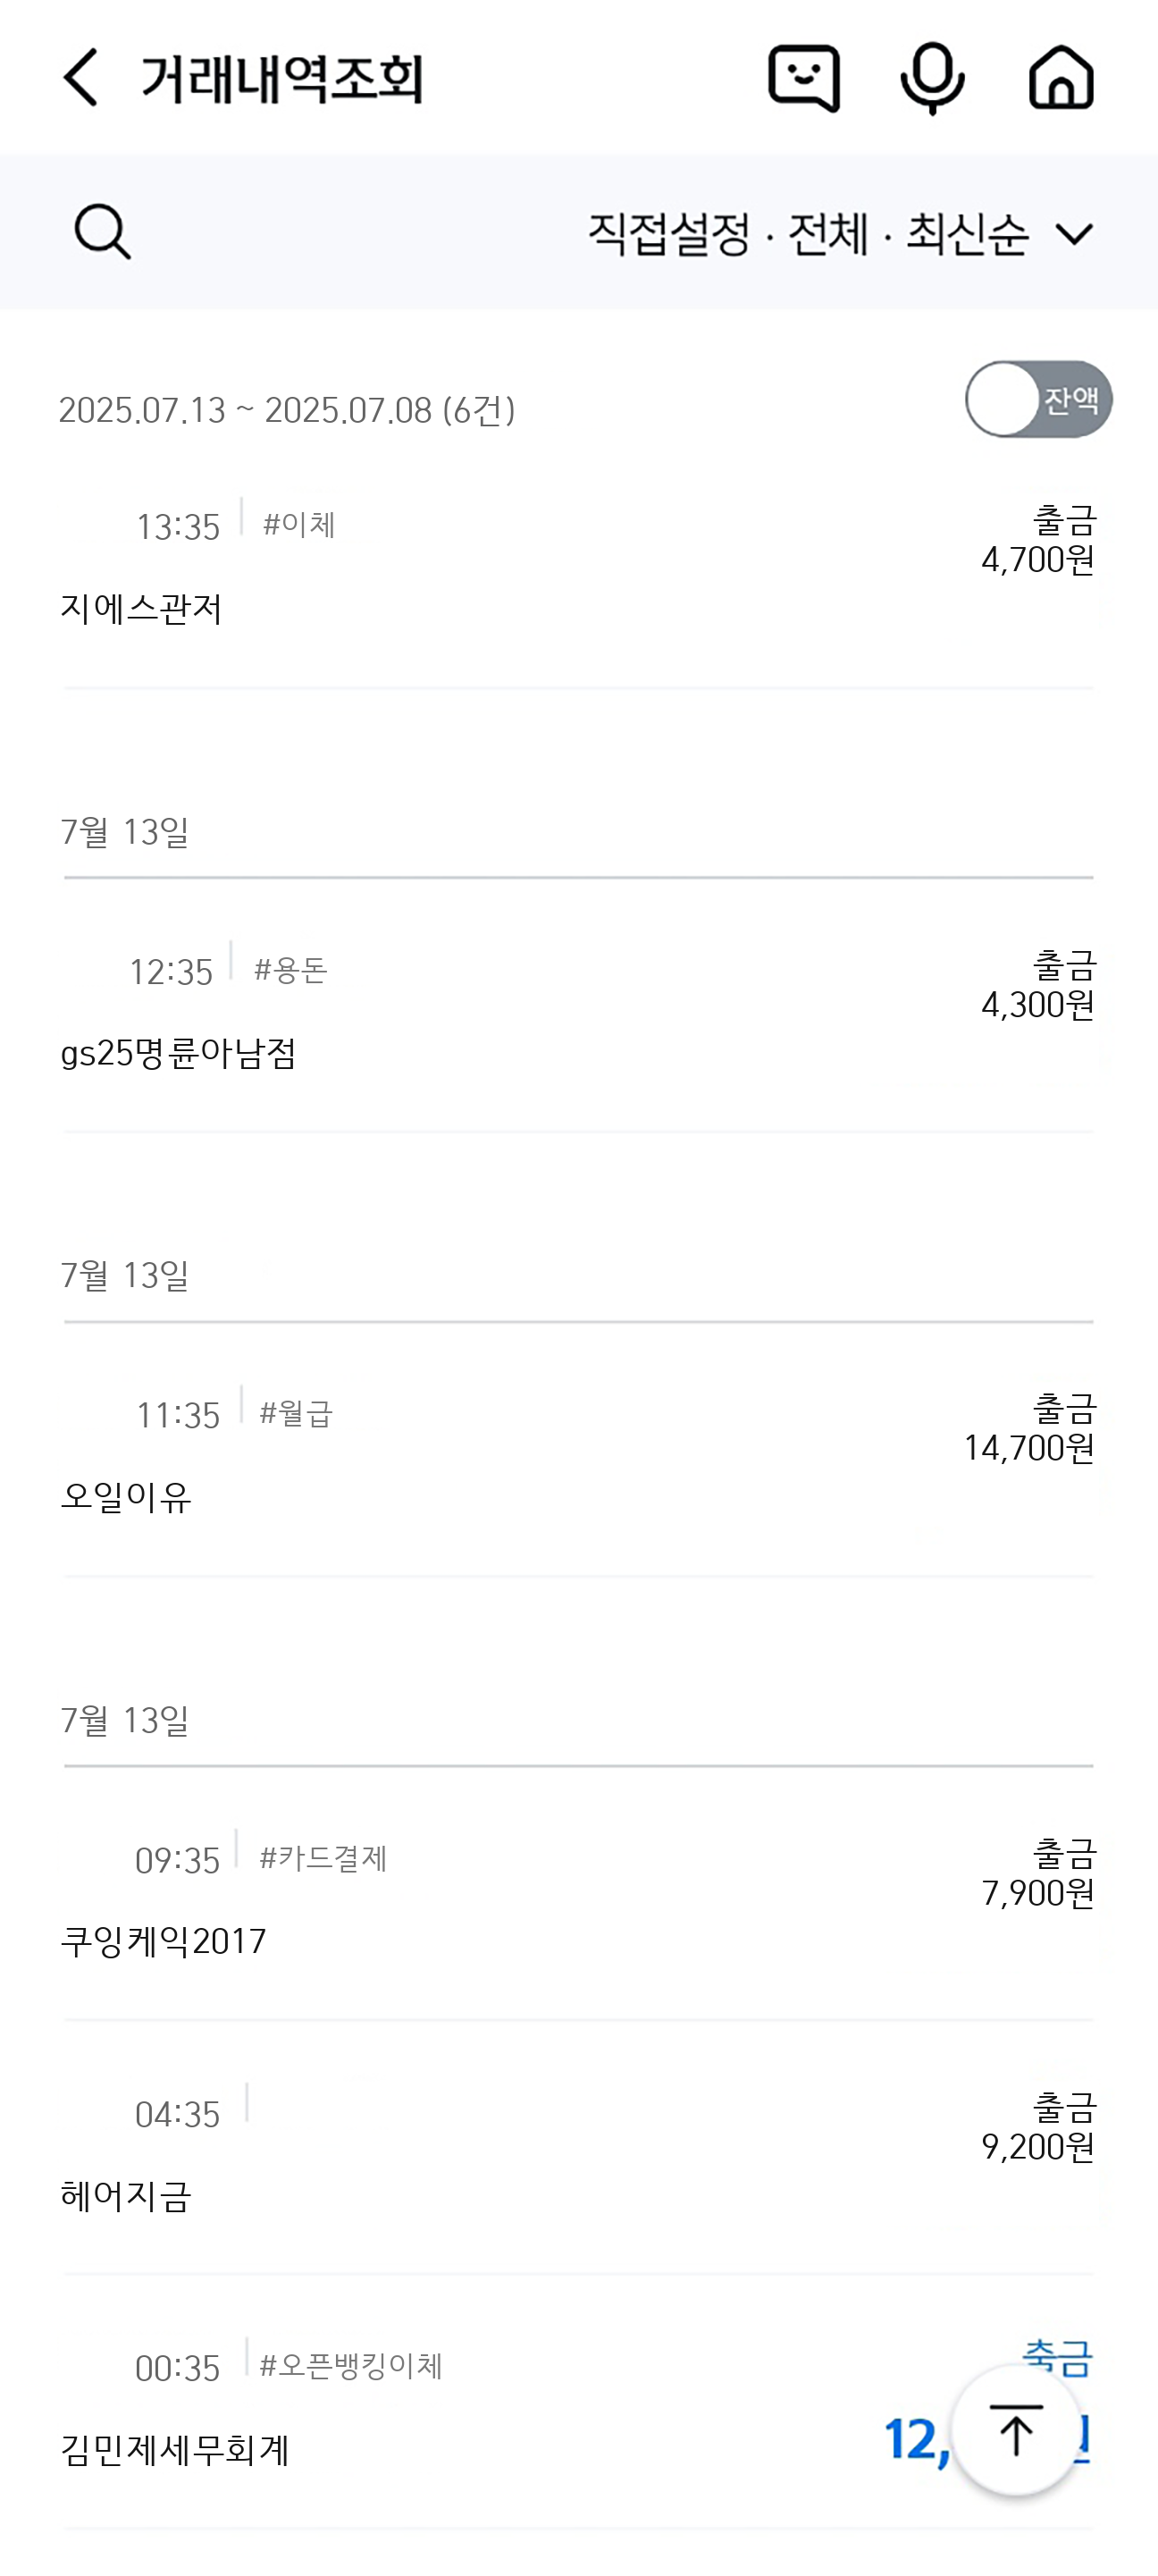 거래내역조회
직접설정 · 전체 · 최신순
2025.07.13 ~ 2025.07.08 (6건)
잔액
13:35 #이체
출금
4,700원
지에스관저
7월 13일
12:35 #용돈
출금
4,300원
gs25명륜아남점
7월 13일
11:35 #월급
출금
14,700원
오일이유
7월 13일
09:35 #카드결제
출금
7,900원
쿠잉케익2017
04:35
출금
9,200원
헤어지금
00:35 #오픈뱅킹이체
12,
김민제세무회계